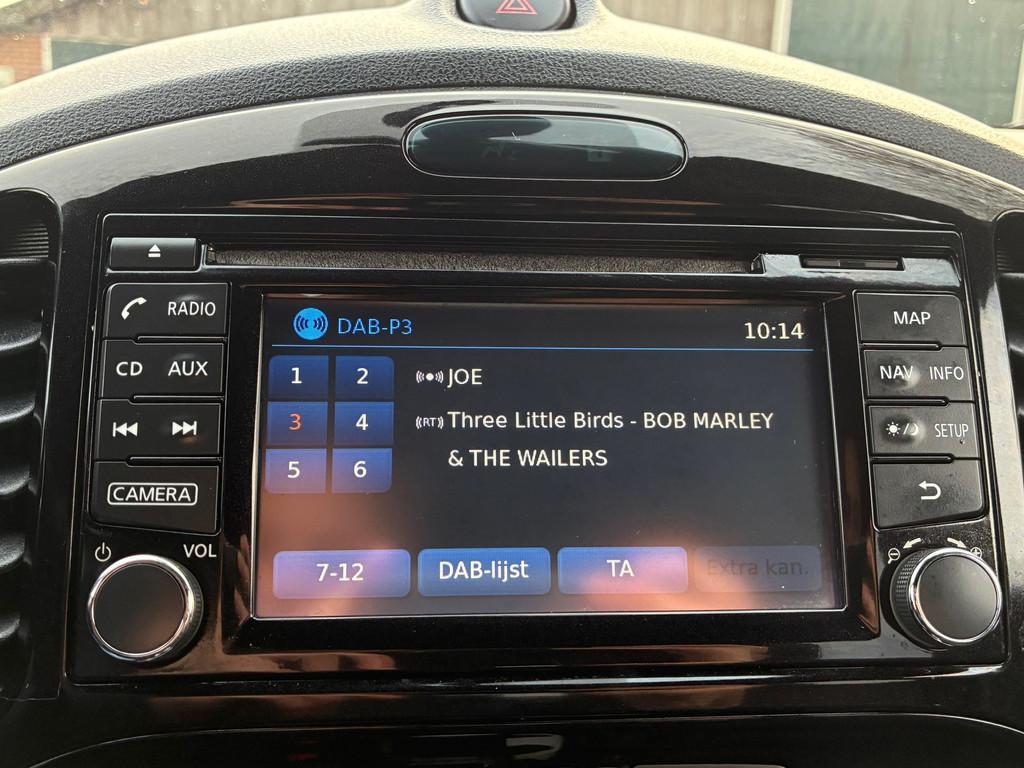 RADIO
CD AUX
CAMERA
VOL
DAB-P3 10:14
1 2
3 4
5 6
JOE
(RT) Three Little Birds - BOB MARLEY
& THE WAILERS
7-12 DAB-lijst TA Extra kan.
MAP
NAV INFO
SETUP